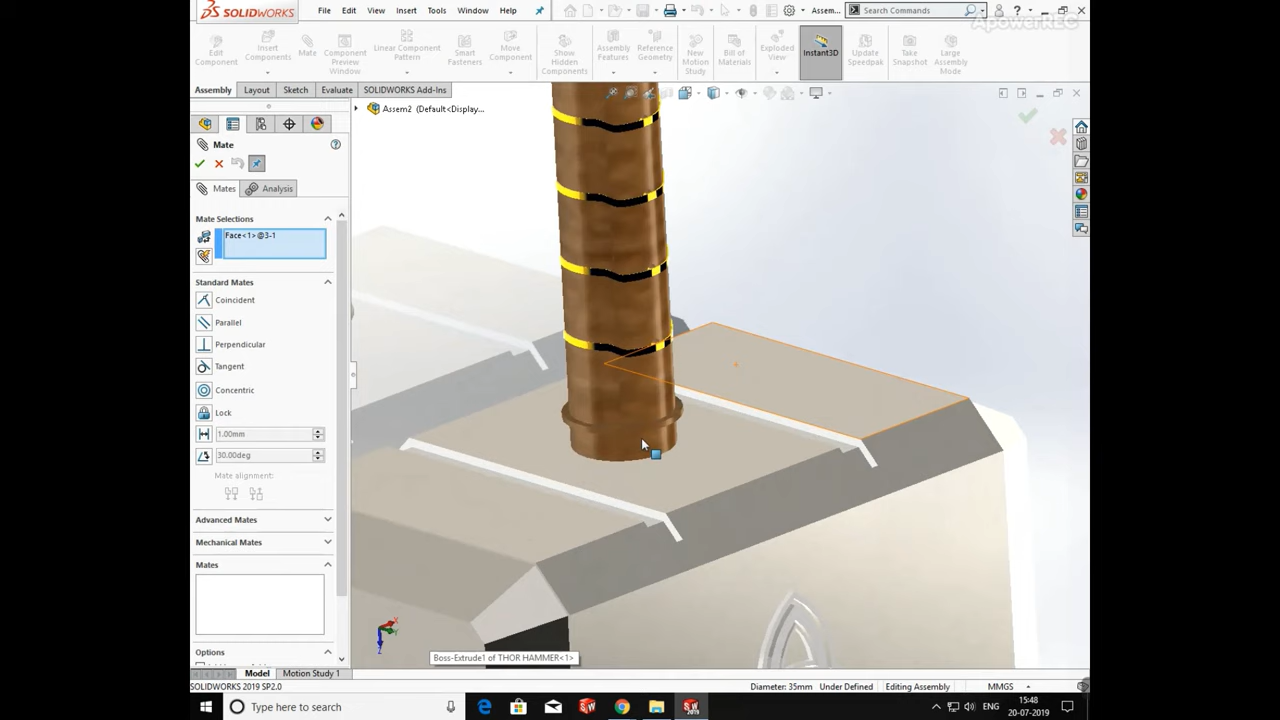 SOLIDWORKS File Edit View Insert Tools Window Help Assem... Search Commands
ApowerREC
Edit Component
Insert Components
Mate
Component Preview Window
Linear Component Pattern
Smart Fasteners
Move Component
Show Hidden Components
Assembly Features
Reference Geometry
New Motion Study
Bill of Materials
Exploded View
Instant3D
Update Speedpak
Take Snapshot
Large Assembly Mode
Assembly Layout Sketch Evaluate SOLIDWORKS Add-Ins
Assem2 (Default<Display...
Mate
Mates Analysis
Mate Selections
Face<1>@3-1
Standard Mates
Coincident
Parallel
Perpendicular
Tangent
Concentric
Lock
1.00mm
30.00deg
Mate alignment:
Advanced Mates
Mechanical Mates
Mates
Options
Boss-Extrude1 of THOR HAMMER<1>
Model Motion Study 1
SOLIDWORKS 2019 SP2.0 Diameter: 35mm Under Defined Editing Assembly MMGS
Type here to search
ENG
15:48
20-07-2019